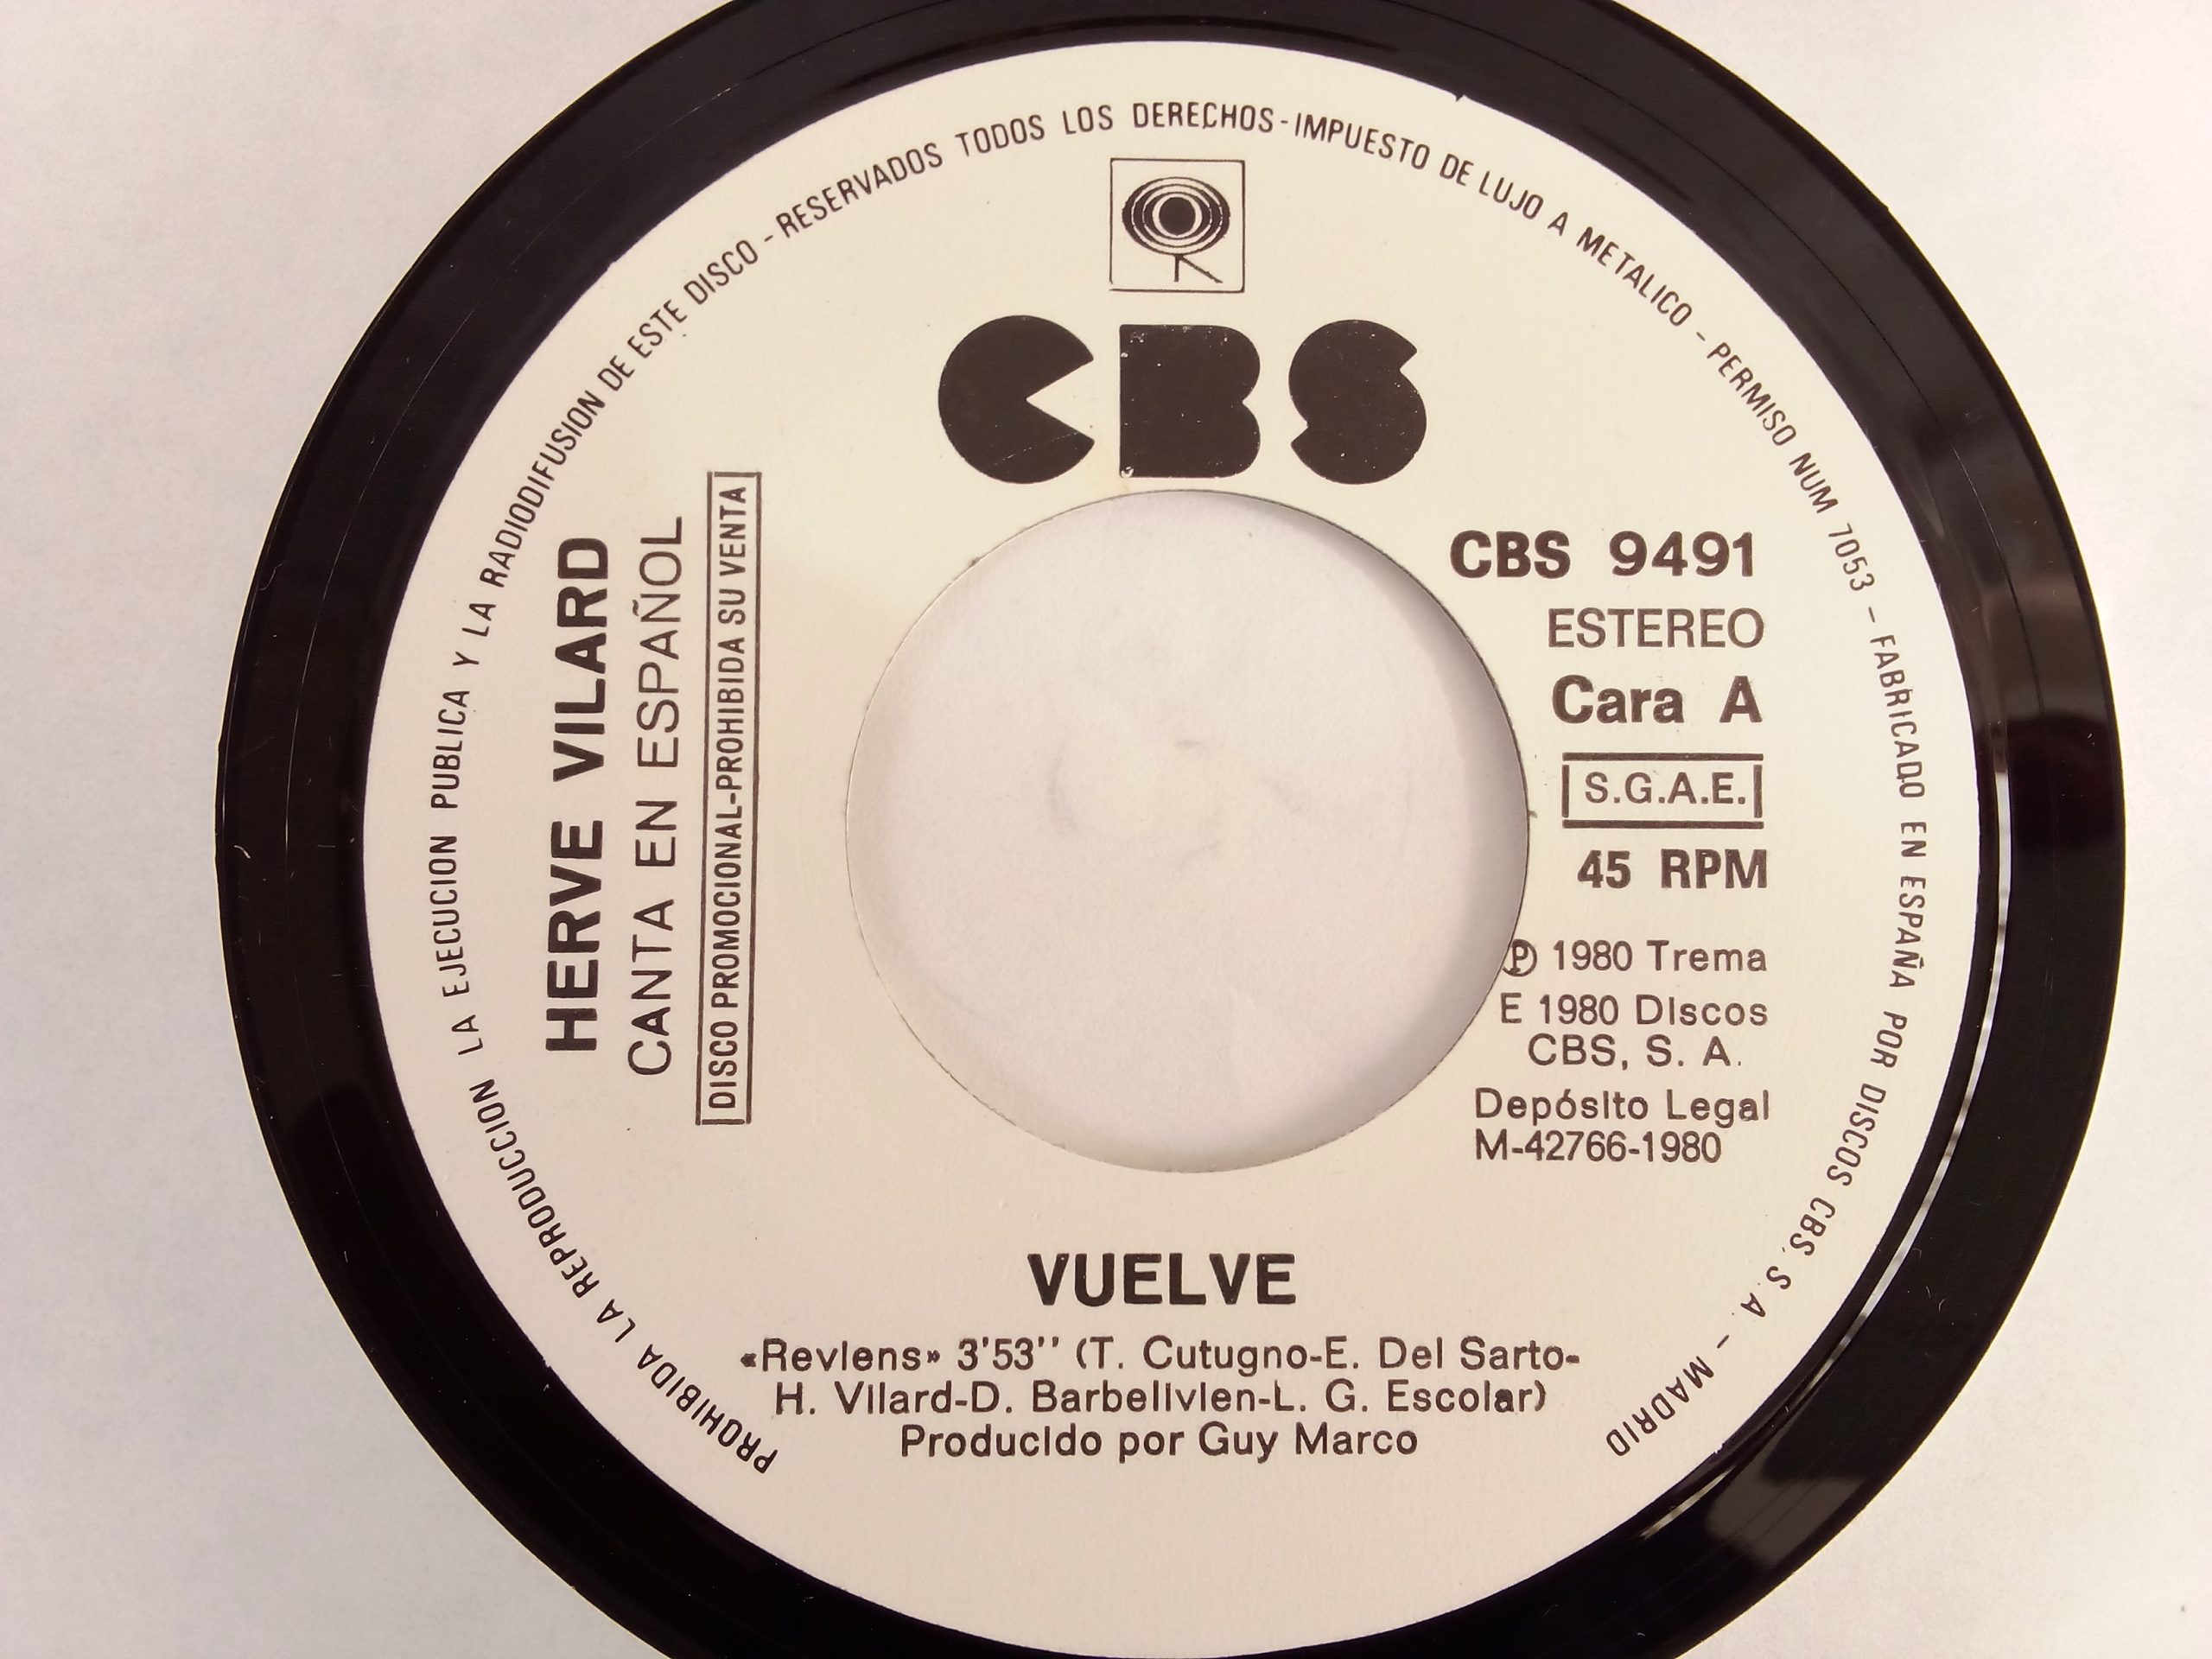 PROHIBIDA LA REPRODUCCION LA EJECUCION PUBLICA Y LA RADIODIFUSION DE ESTE DISCO - RESERVADOS TODOS LOS DERECHOS - IMPUESTO DE LUJO A METALICO - PERMISO NUM 7053 - FABRICADO EN ESPAÑA POR DISCOS CBS, S. A. - MADRID
CBS
HERVE VILARD
CANTA EN ESPAÑOL
DISCO PROMOCIONAL-PROHIBIDA SU VENTA
CBS 9491
ESTEREO
Cara A
S.G.A.E.
45 RPM
Ⓟ 1980 Trema
E 1980 Discos
CBS, S. A.
Depósito Legal
M-42766-1980
VUELVE
«Reviens» 3'53'' (T. Cutugno-E. Del Sarto-
H. Vilard-D. Barbelivien-L. G. Escolar)
Producido por Guy Marco